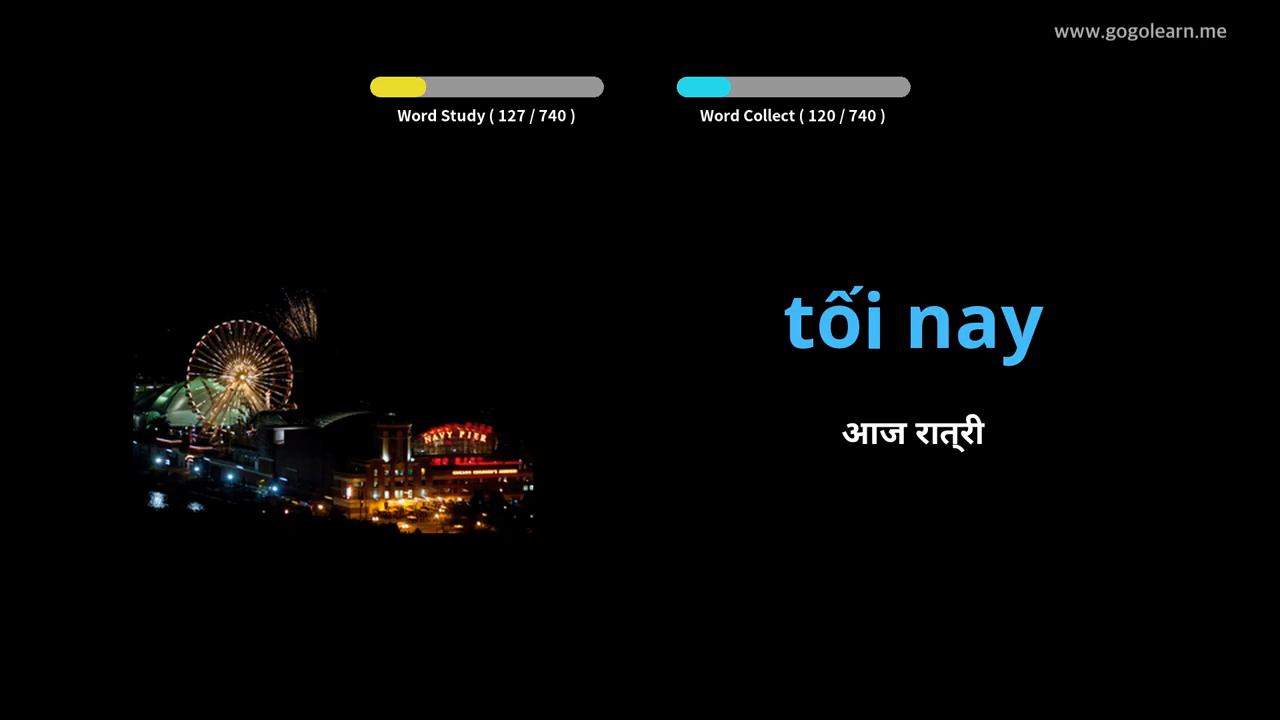 www.gogolearn.me
Word Study ( 127 / 740 )
Word Collect ( 120 / 740 )
tối nay
आज रात्री
NAVY PIER